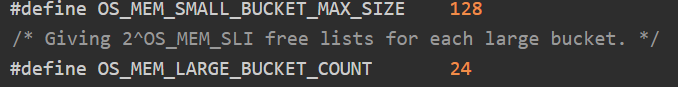 #define OS_MEM_SMALL_BUCKET_MAX_SIZE 128
/* Giving 2^OS_MEM_SLI free lists for each large bucket. */
#define OS_MEM_LARGE_BUCKET_COUNT 24